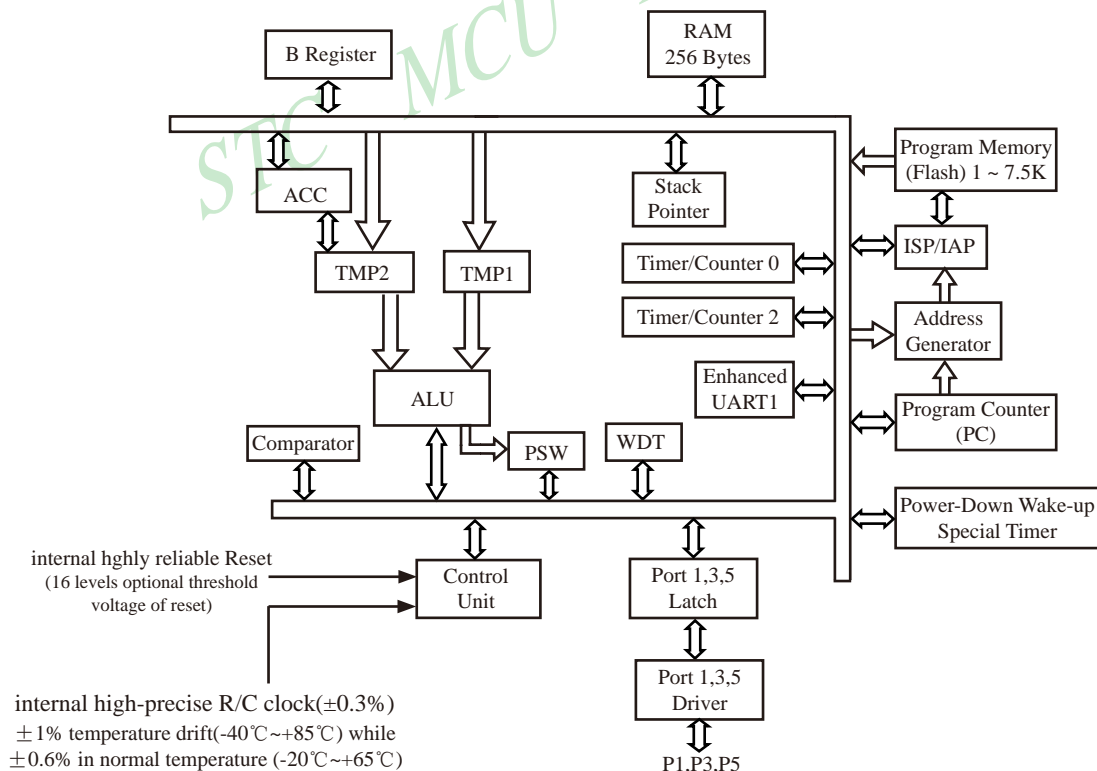 STC MCU
B Register
RAM
256 Bytes
ACC
Stack
Pointer
Program Memory
(Flash) 1 ~ 7.5K
TMP2
TMP1
Timer/Counter 0
ISP/IAP
Timer/Counter 2
Address
Generator
ALU
Enhanced
UART1
Program Counter
(PC)
Comparator
PSW
WDT
Power-Down Wake-up
Special Timer
internal hghly reliable Reset
(16 levels optional threshold
voltage of reset)
Control
Unit
Port 1,3,5
Latch
internal high-precise R/C clock(±0.3%)
±1% temperature drift(-40℃~+85℃) while
±0.6% in normal temperature (-20℃~+65℃)
Port 1,3,5
Driver
P1,P3,P5